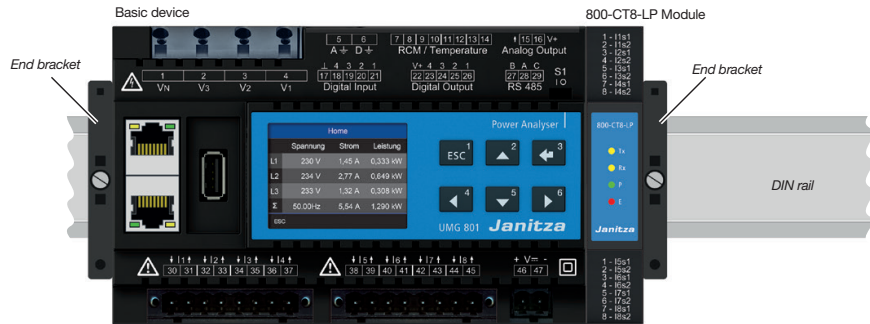 Basic device
800-CT8-LP Module
End bracket
End bracket
DIN rail
5 6
A D
7 8 9 10 11 12 13 14
RCM / Temperature
15 16 V+
Analog Output
1 2 3 4
VN V3 V2 V1
⊥ 4 3 2 1
17 18 19 20 21
Digital Input
V+ 4 3 2 1
22 23 24 25 26
Digital Output
B A C
27 28 29
RS 485
S1
I O
1 - I1s1
2 - I1s2
3 - I2s1
4 - I2s2
5 - I3s1
6 - I3s2
7 - I4s1
8 - I4s2
Home
Spannung Strom Leistung
L1 230 V 1,45 A 0,333 kW
L2 234 V 2,77 A 0,649 kW
L3 233 V 1,32 A 0,308 kW
Σ 50.00Hz 5,54 A 1.290 kW
ESC
Power Analyser
ESC 1
2
3
4
5
6
UMG 801 Janitza
800-CT8-LP
Tx
Rx
P
E
Janitza
I1 I2 I3 I4
30 31 32 33 34 35 36 37
I5 I6 I7 I8
38 39 40 41 42 43 44 45
+ V= -
46 47
1 - I5s1
2 - I5s2
3 - I6s1
4 - I6s2
5 - I7s1
6 - I7s2
7 - I8s1
8 - I8s2